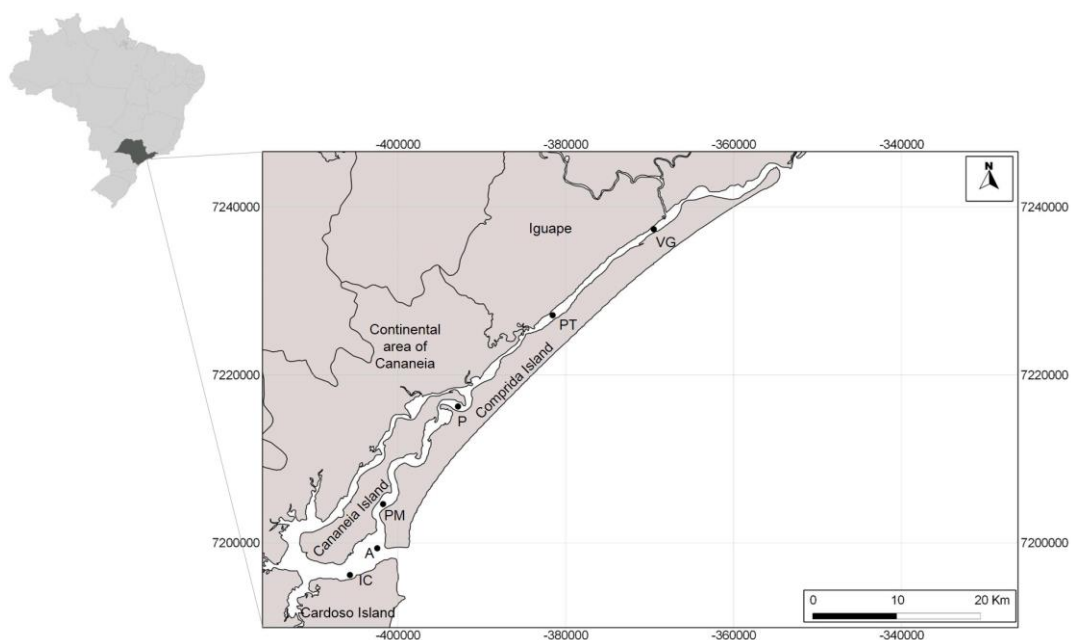 -400000
-380000
-360000
-340000
N
7240000
7240000
Iguape
VG
PT
Continental
area of
Cananeia
7220000
7220000
Comprida Island
P
Cananeia Island
PM
7200000
7200000
A
IC
Cardoso Island
0 10 20 Km
-400000
-380000
-360000
-340000